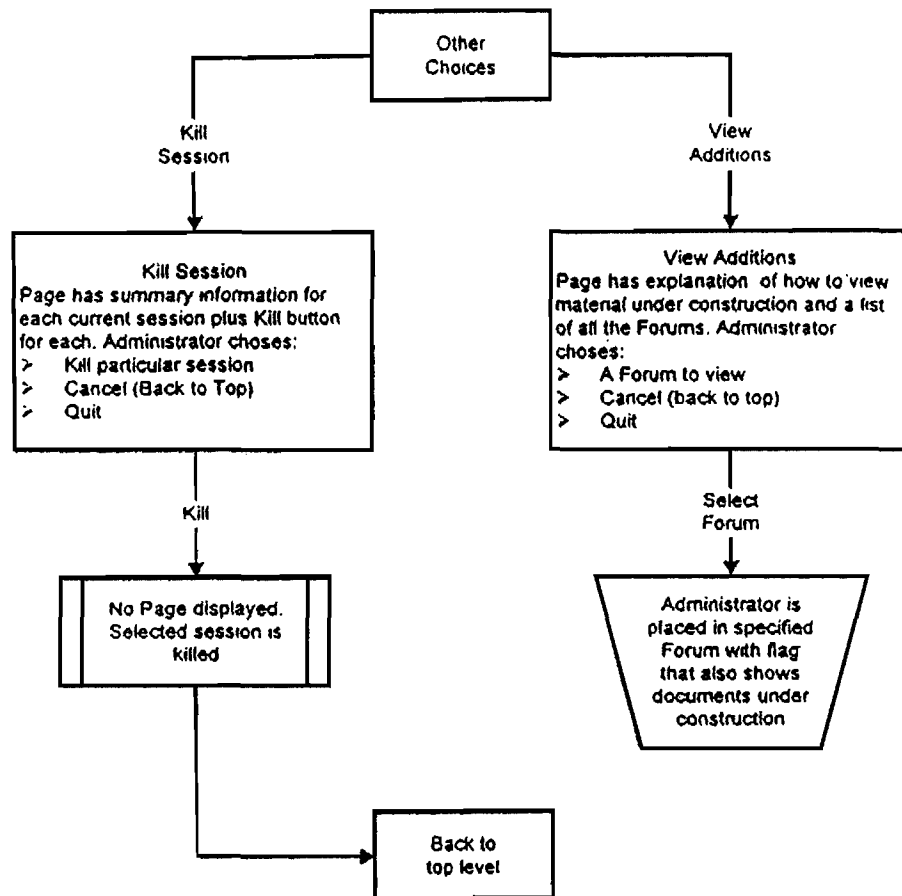 Other
Choices
Kill
Session
View
Additions
Kill Session
Page has summary information for
each current session plus Kill button
for each. Administrator choses:
> Kill particular session
> Cancel (Back to Top)
> Quit
View Additions
Page has explanation of how to view
material under construction and a list
of all the Forums. Administrator
choses:
> A Forum to view
> Cancel (back to top)
> Quit
Kill
Select
Forum
No Page displayed.
Selected session is
killed
Administrator is
placed in specified
Forum with flag
that also shows
documents under
construction
Back to
top level